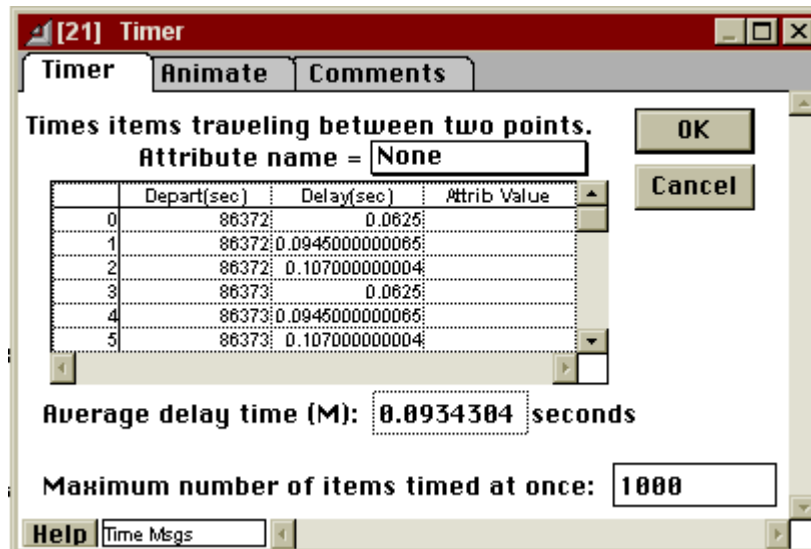 [21] Timer
Timer Animate Comments
Times items traveling between two points.
OK
Attribute name = None
Cancel
Depart(sec) Delay(sec) Attrib Value
0 86372 0.0625
1 86372 0.0945000000065
2 86372 0.107000000004
3 86373 0.0625
4 86373 0.0945000000065
5 86373 0.107000000004
Average delay time (M): 0.0934304 seconds
Maximum number of items timed at once: 1000
Help Time Msgs